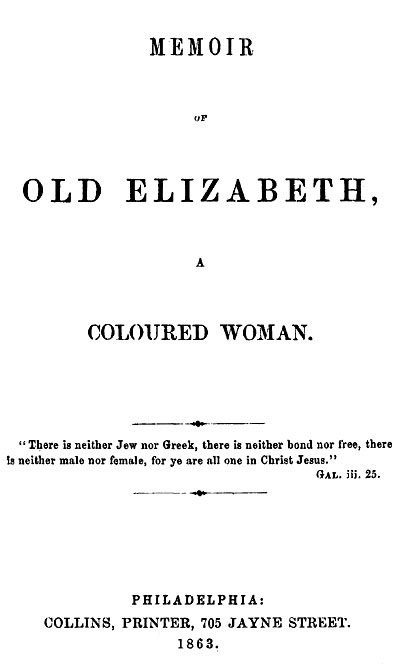 MEMOIR
OF
OLD ELIZABETH,
A
COLOURED WOMAN.
"There is neither Jew nor Greek, there is neither bond nor free, there
is neither male nor female, for ye are all one in Christ Jesus."
GAL. iii. 25.
PHILADELPHIA:
COLLINS, PRINTER, 705 JAYNE STREET.
1863.